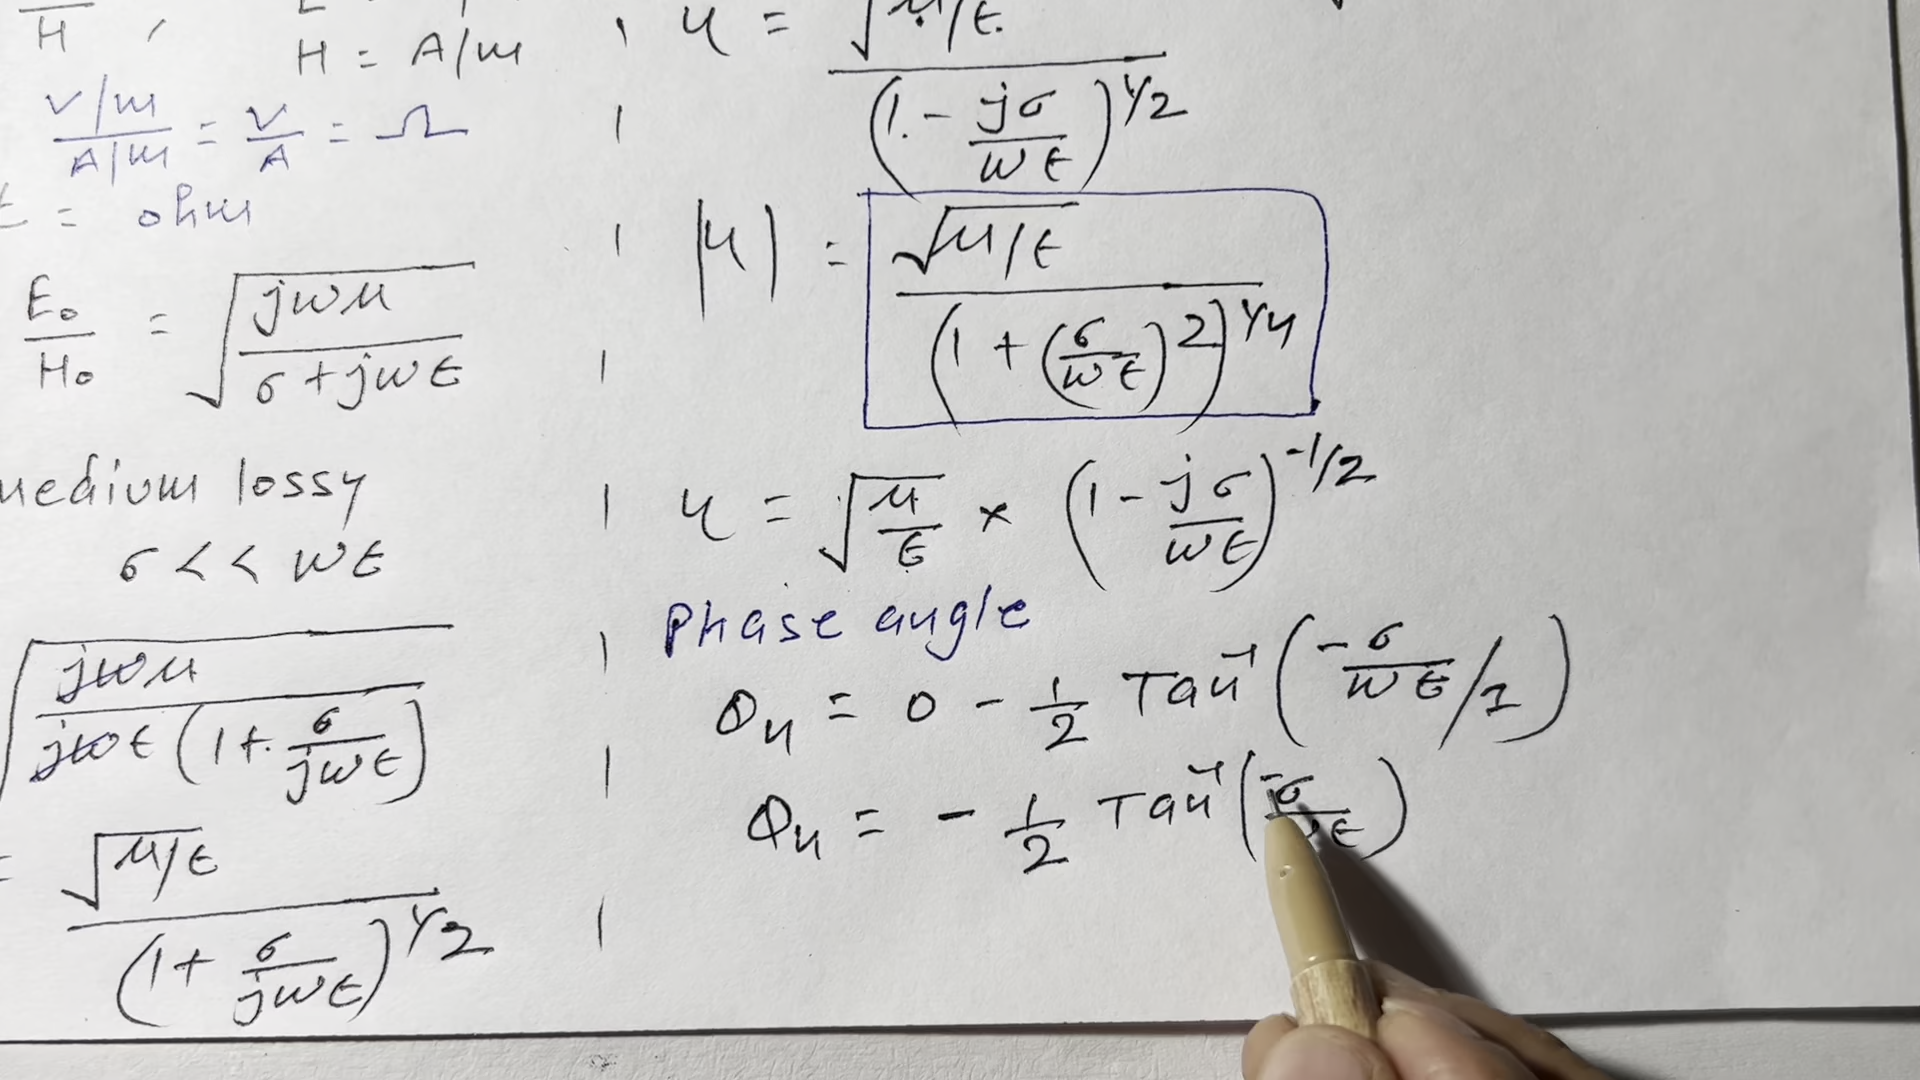 H ,
H = A/m
V/m / A/m = V/A = Ω
= ohm
E₀/H₀ = √(jωμ / σ+jωε)
medium lossy
σ << ωε
√(jωμ / jωε(1+ σ/jωε))
= √μ/ε / (1+ σ/jωε)^1/2
η = √μ/ε / (1 - jσ/ωε)^1/2
|η| = √μ/ε / (1 + (σ/ωε)²)^1/4
η = √(μ/ε) × (1 - jσ/ωε)^-1/2
Phase angle
θη = 0 - 1/2 Tan⁻¹(-σ/ωε/1)
θη = - 1/2 Tan⁻¹(-σ/ωε)